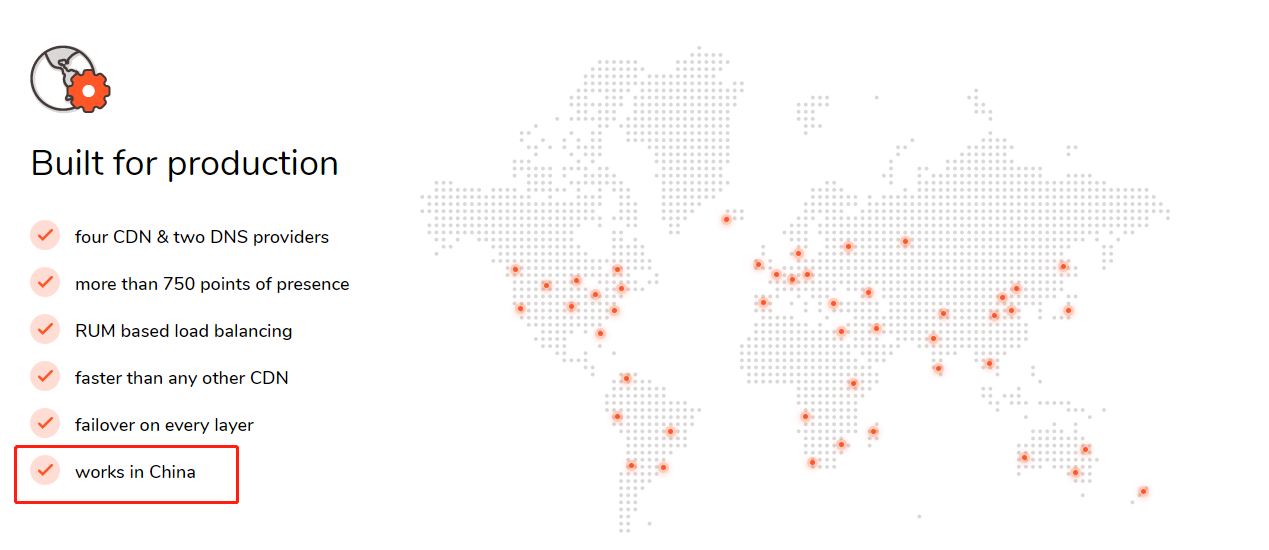 Built for production
four CDN & two DNS providers
more than 750 points of presence
RUM based load balancing
faster than any other CDN
failover on every layer
works in China